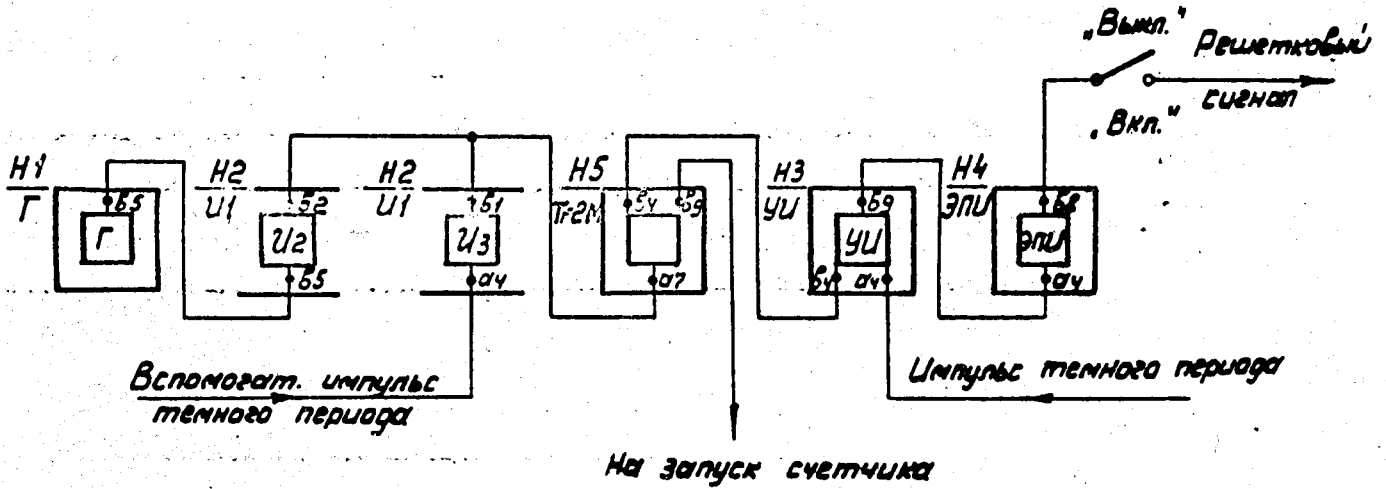 „Выкл.“
Решетковый
сигнал
„Вкл.“
Н1
Г
б5
Г
Н2
И1
б2
И2
б5
Н2
И1
б1
И3
а4
Н5
Тг2М
б4
б9
а7
Н3
УИ
б9
УИ
б4
а4
Н4
ЭПИ
б8
ЭПИ
а4
Вспомогат. импульс
темного периода
Импульс темного периода
На запуск счетчика